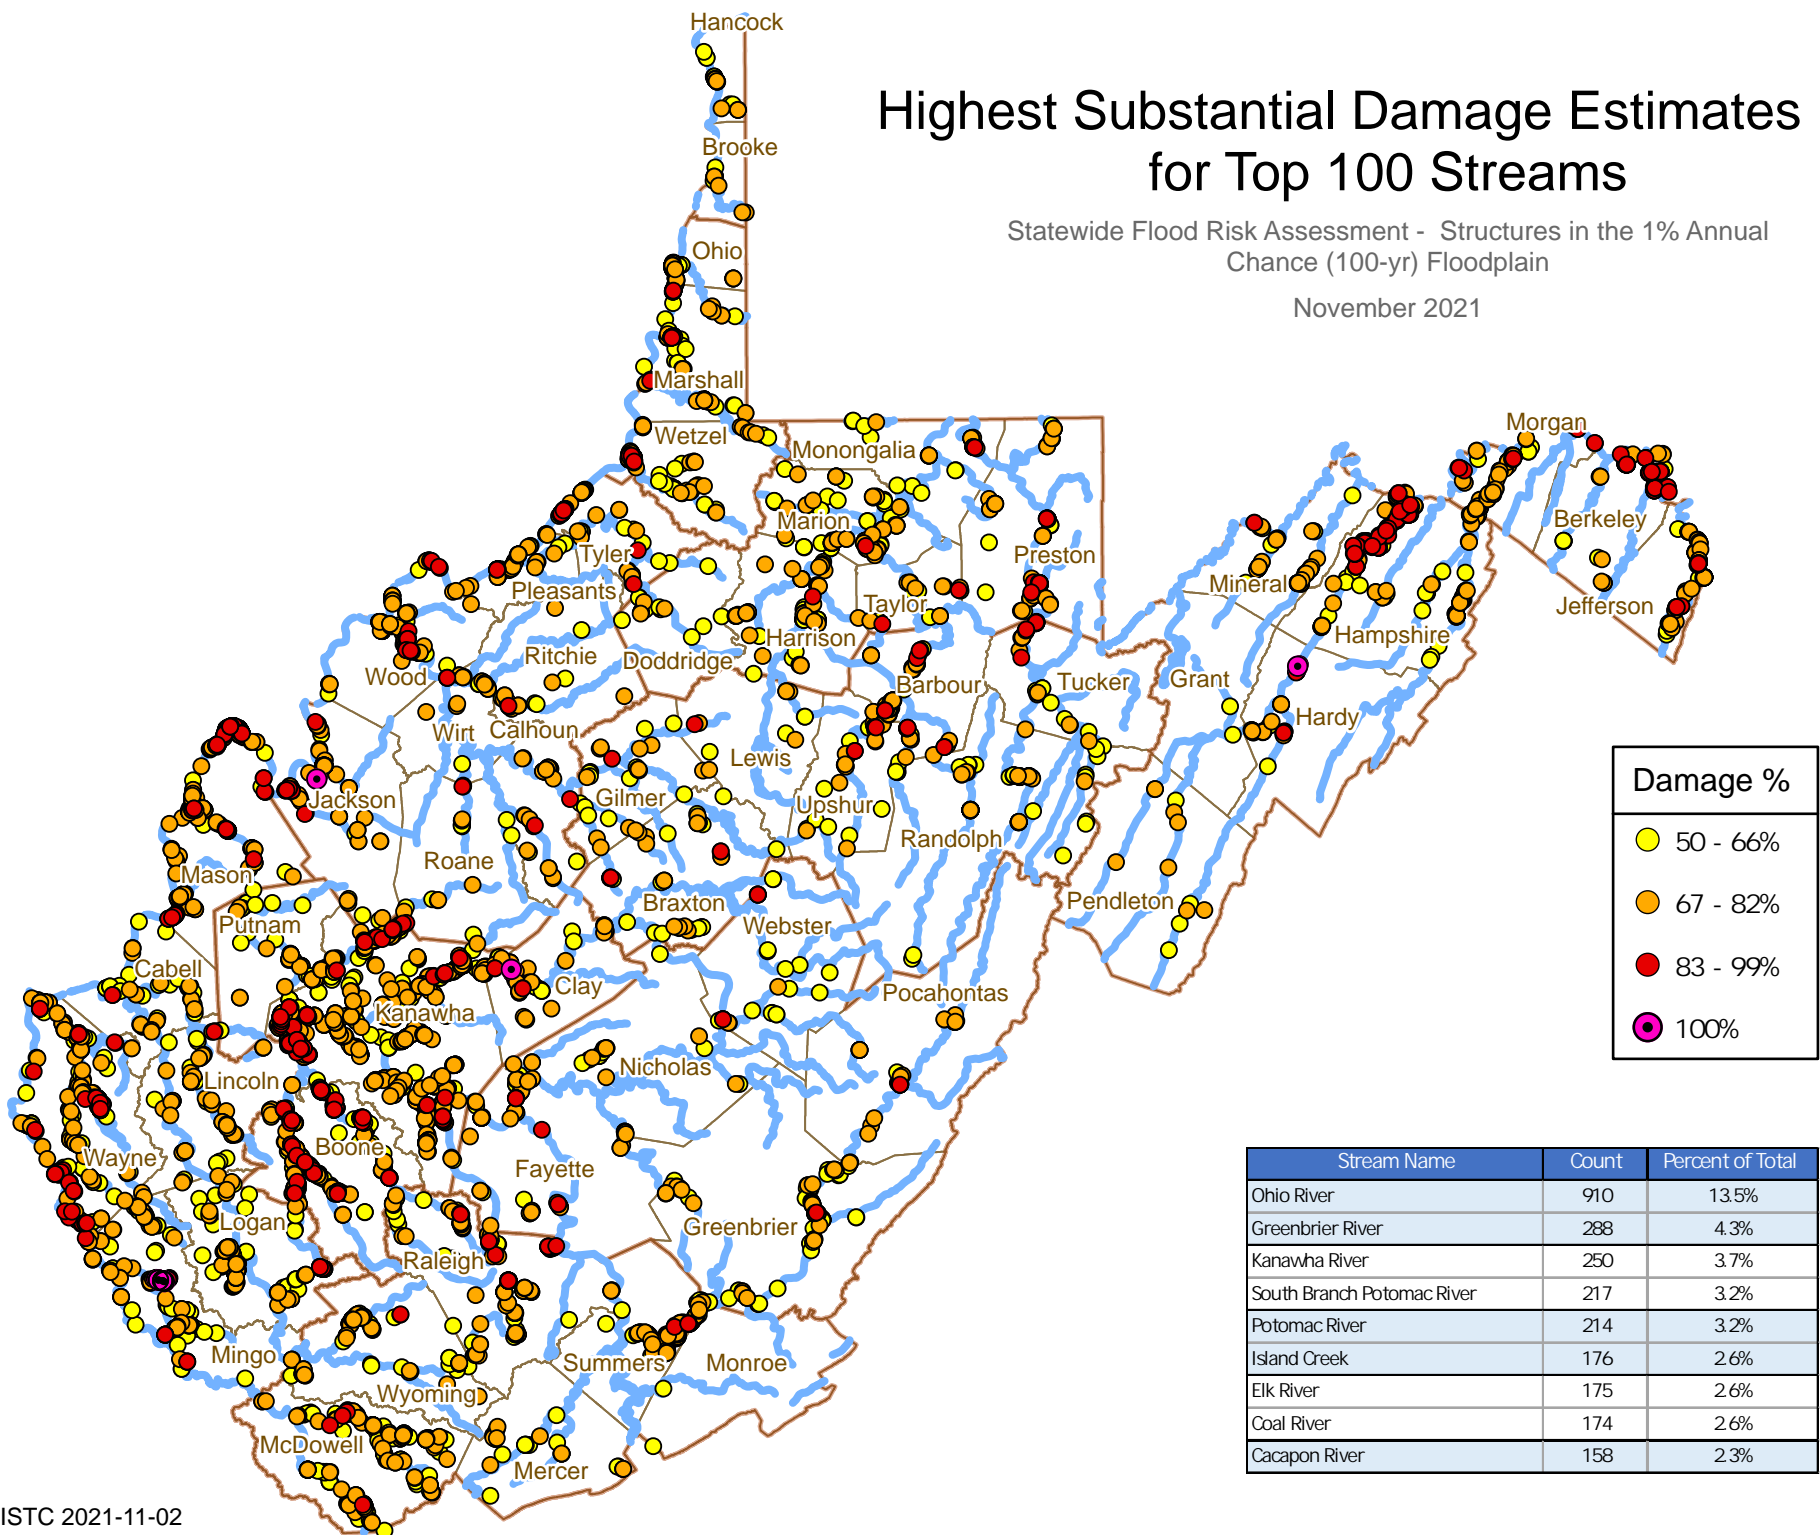 Highest Substantial Damage Estimates
for Top 100 Streams
Statewide Flood Risk Assessment - Structures in the 1% Annual
Chance (100-yr) Floodplain
November 2021
Hancock
Brooke
Ohio
Marshall
Wetzel
Monongalia
Morgan
Marion
Berkeley
Tyler
Preston
Mineral
Pleasants
Taylor
Jefferson
Harrison
Hampshire
Ritchie
Doddridge
Wood
Barbour
Tucker
Grant
Hardy
Wirt
Calhoun
Lewis
Jackson
Gilmer
Upshur
Randolph
Roane
Mason
Braxton
Pendleton
Putnam
Webster
Cabell
Clay
Pocahontas
Kanawha
Nicholas
Lincoln
Boone
Wayne
Fayette
Logan
Greenbrier
Raleigh
Mingo
Summers
Monroe
Wyoming
McDowell
Mercer
Damage %
50 - 66%
67 - 82%
83 - 99%
100%
Stream Name Count Percent of Total
Ohio River 910 13.5%
Greenbrier River 288 4.3%
Kanawha River 250 3.7%
South Branch Potomac River 217 3.2%
Potomac River 214 3.2%
Island Creek 176 2.6%
Elk River 175 2.6%
Coal River 174 2.6%
Cacapon River 158 2.3%
ISTC 2021-11-02